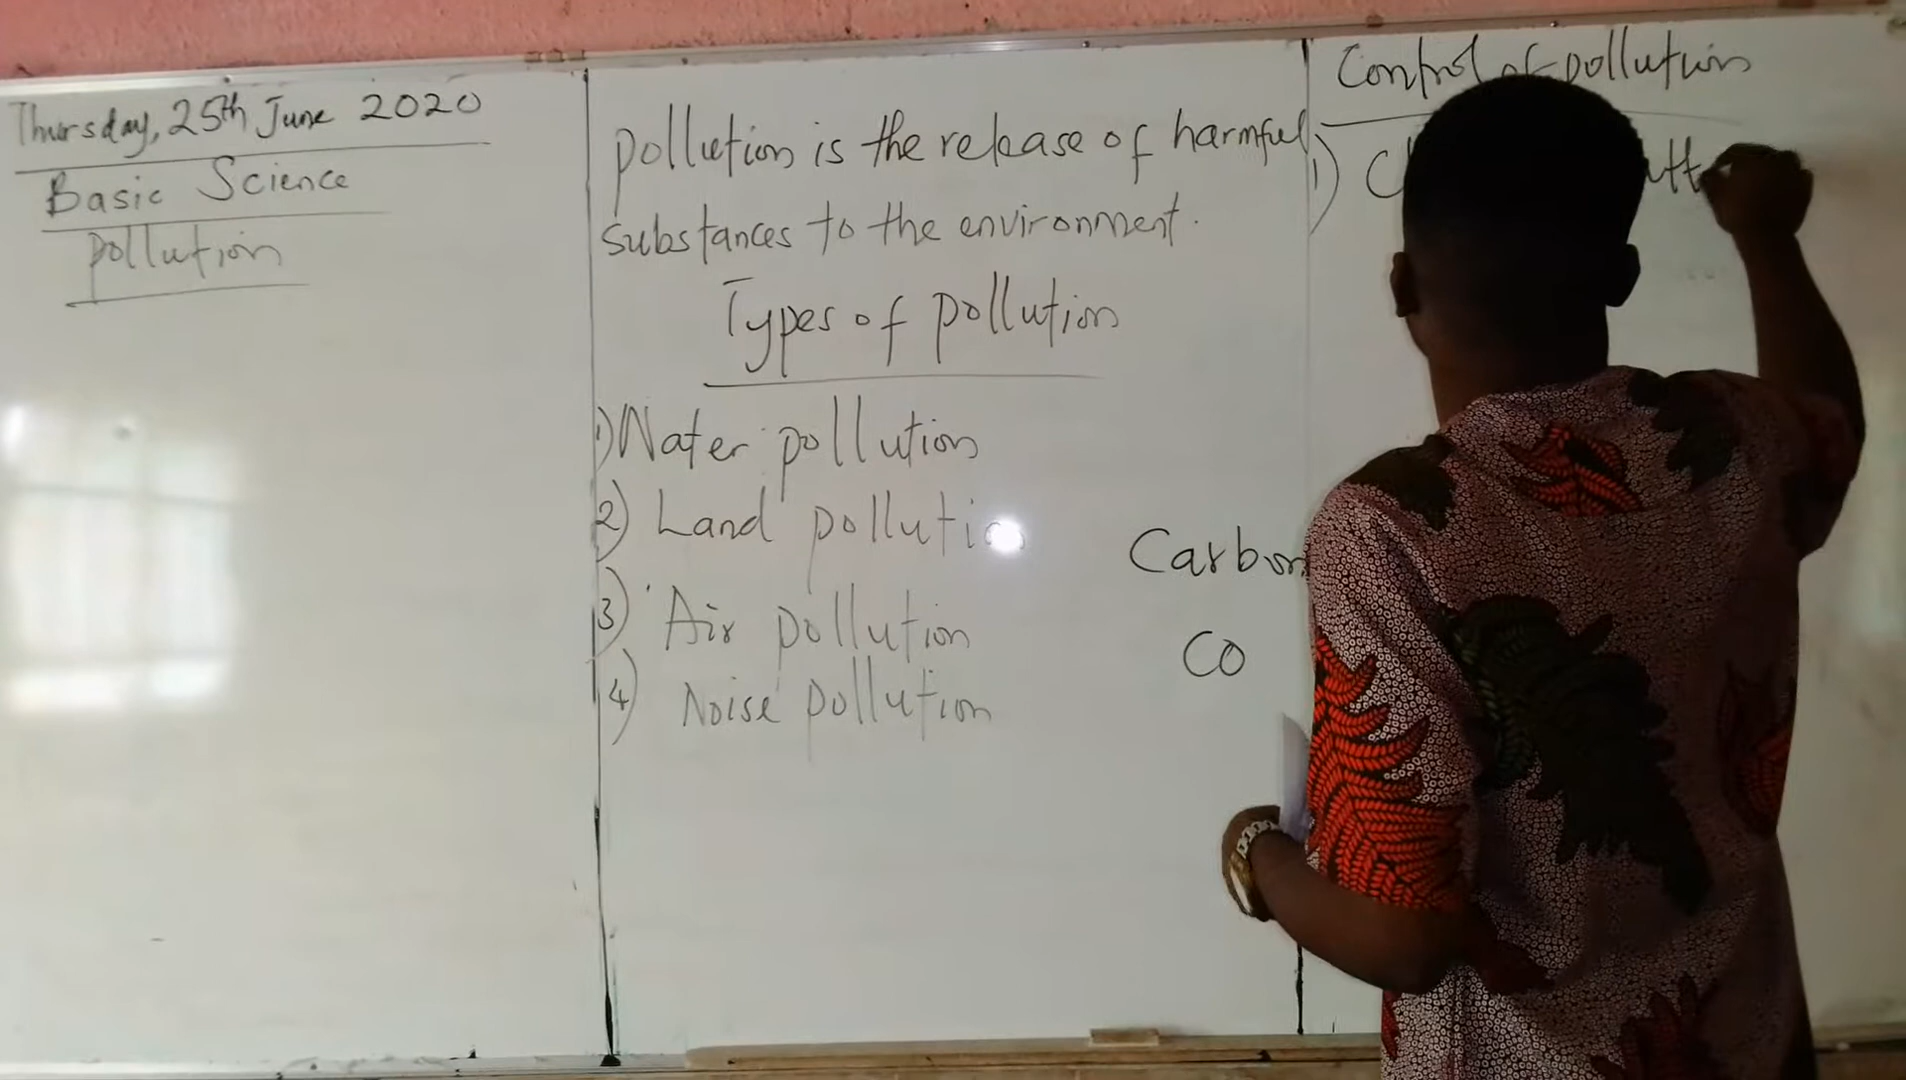 Thursday, 25th June 2020
Basic Science
pollution
pollution is the release of harmful
substances to the environment.
Types of pollution
1) Water pollution
2) Land pollution
3) Air pollution
4) Noise pollution
Carbon
CO
Control of pollution
1)